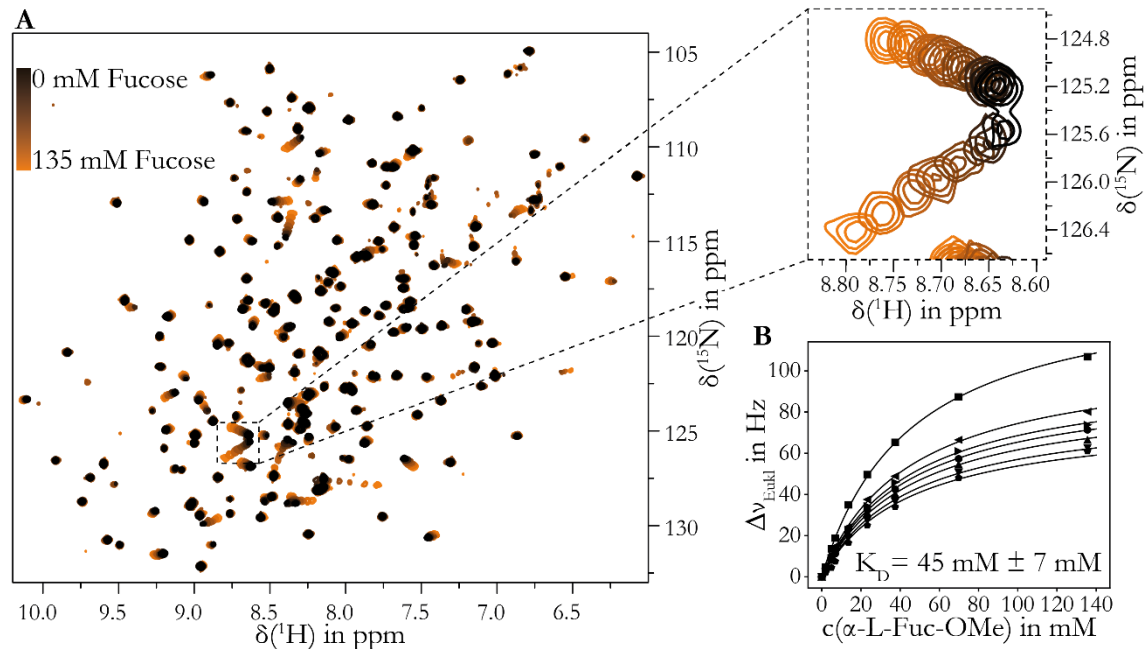 A
0 mM Fucose
135 mM Fucose
105
110
115
120
125
130
δ(¹⁵N) in ppm
10.0
9.5
9.0
8.5
8.0
7.5
7.0
6.5
δ(¹H) in ppm
124.8
125.2
125.6
126.0
126.4
δ(¹⁵N) in ppm
8.80
8.75
8.70
8.65
8.60
δ(¹H) in ppm
B
100
80
60
40
20
0
Δν_Eukl in Hz
K_D = 45 mM ± 7 mM
0 20 40 60 80 100 120 140
c(α-L-Fuc-OMe) in mM